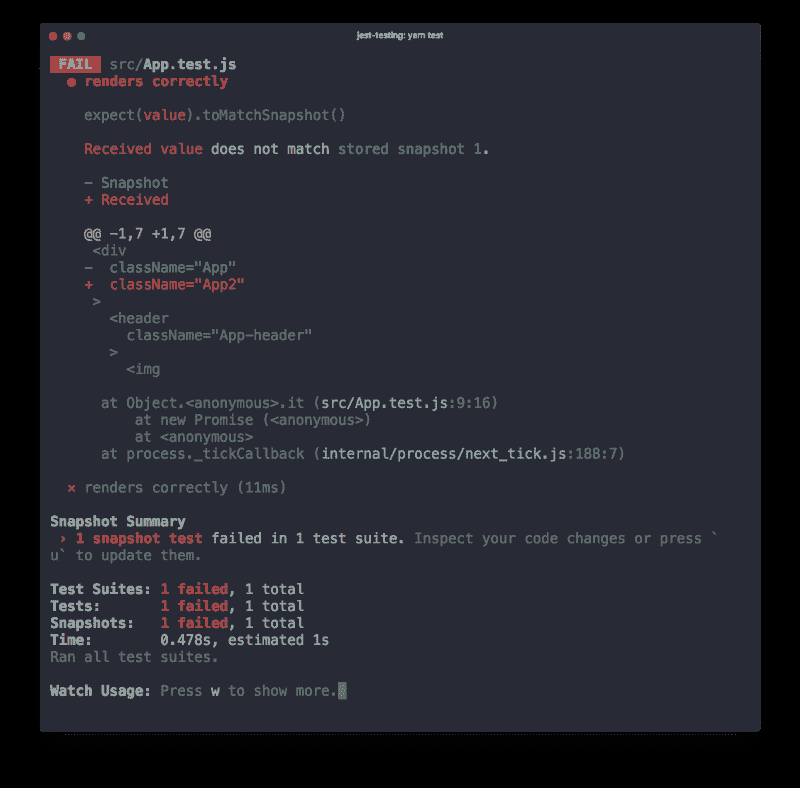 jest-testing: yarn test
FAIL src/App.test.js
● renders correctly
expect(value).toMatchSnapshot()
Received value does not match stored snapshot 1.
- Snapshot
+ Received
@@ -1,7 +1,7 @@
<div
-  className="App"
+  className="App2"
>
<header
className="App-header"
>
<img
at Object.<anonymous>.it (src/App.test.js:9:16)
at new Promise (<anonymous>)
at <anonymous>
at process._tickCallback (internal/process/next_tick.js:188:7)
✕ renders correctly (11ms)
Snapshot Summary
› 1 snapshot test failed in 1 test suite. Inspect your code changes or press `
u` to update them.
Test Suites: 1 failed, 1 total
Tests:       1 failed, 1 total
Snapshots:   1 failed, 1 total
Time:        0.478s, estimated 1s
Ran all test suites.
Watch Usage: Press w to show more.